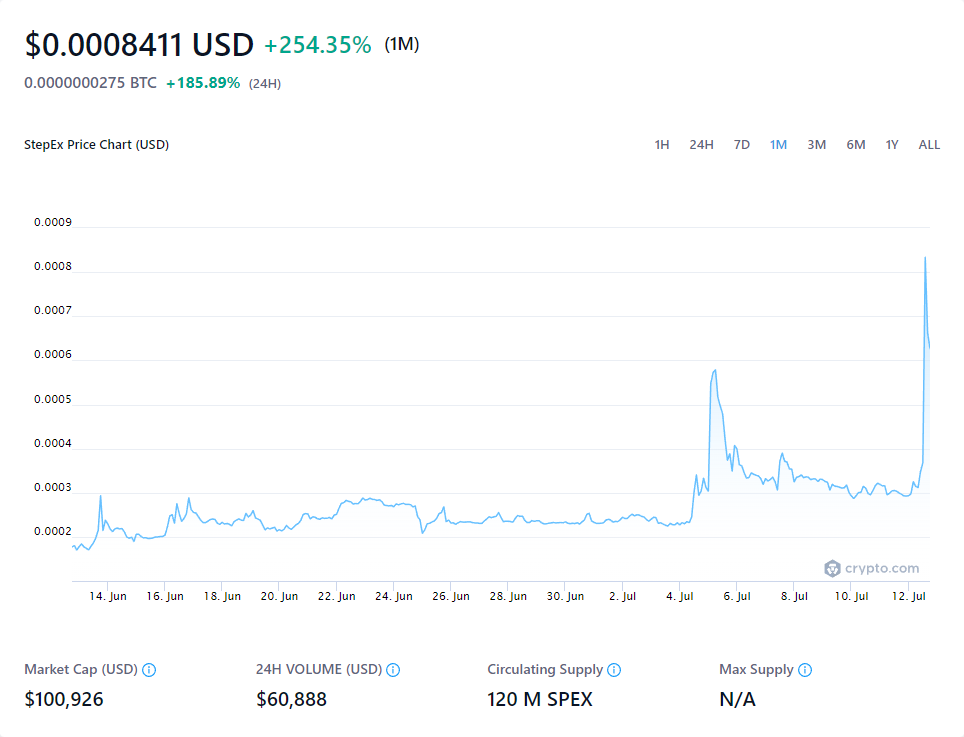 $0.0008411 USD +254.35% (1M)
0.0000000275 BTC +185.89% (24H)
StepEx Price Chart (USD)
1H 24H 7D 1M 3M 6M 1Y ALL
0.0009
0.0008
0.0007
0.0006
0.0005
0.0004
0.0003
0.0002
crypto.com
14. Jun 16. Jun 18. Jun 20. Jun 22. Jun 24. Jun 26. Jun 28. Jun 30. Jun 2. Jul 4. Jul 6. Jul 8. Jul 10. Jul 12. Jul
Market Cap (USD) 24H VOLUME (USD) Circulating Supply Max Supply
$100,926 $60,888 120 M SPEX N/A